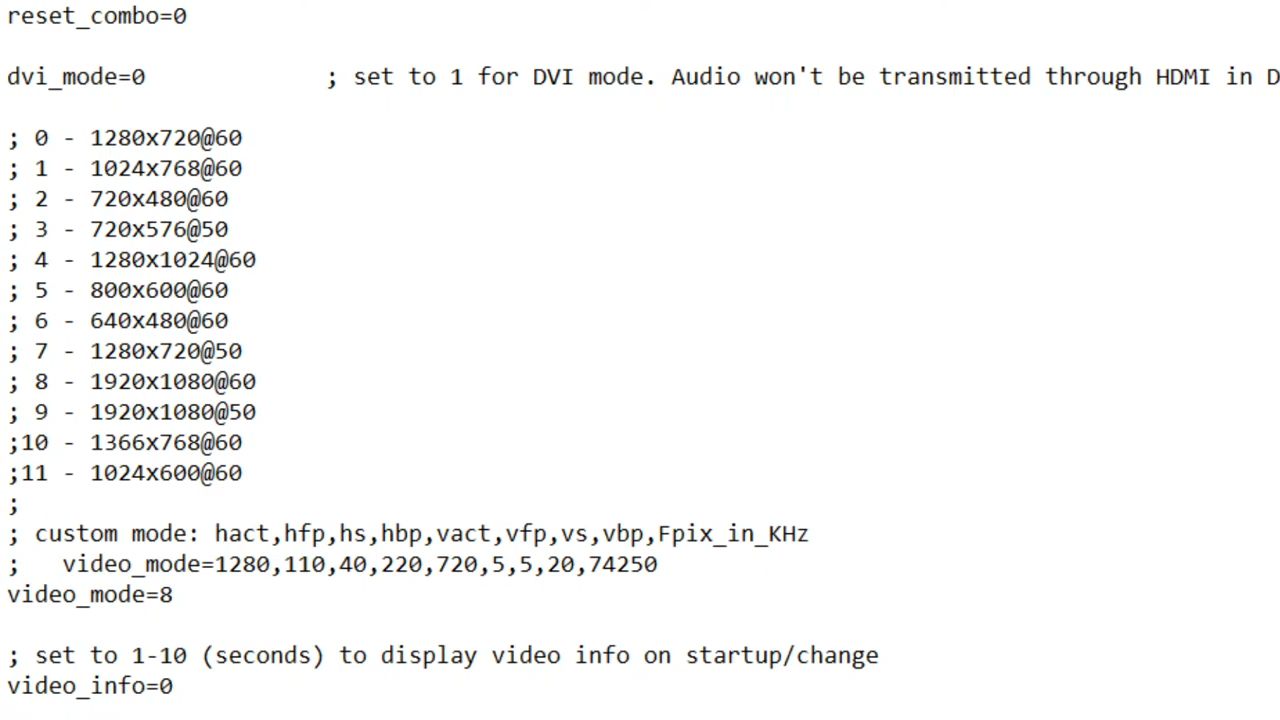 reset_combo=0
dvi_mode=0 ; set to 1 for DVI mode. Audio won't be transmitted through HDMI in D
; 0 - 1280x720@60
; 1 - 1024x768@60
; 2 - 720x480@60
; 3 - 720x576@50
; 4 - 1280x1024@60
; 5 - 800x600@60
; 6 - 640x480@60
; 7 - 1280x720@50
; 8 - 1920x1080@60
; 9 - 1920x1080@50
;10 - 1366x768@60
;11 - 1024x600@60
;
; custom mode: hact,hfp,hs,hbp,vact,vfp,vs,vbp,Fpix_in_KHz
; video_mode=1280,110,40,220,720,5,5,20,74250
video_mode=8
; set to 1-10 (seconds) to display video info on startup/change
video_info=0